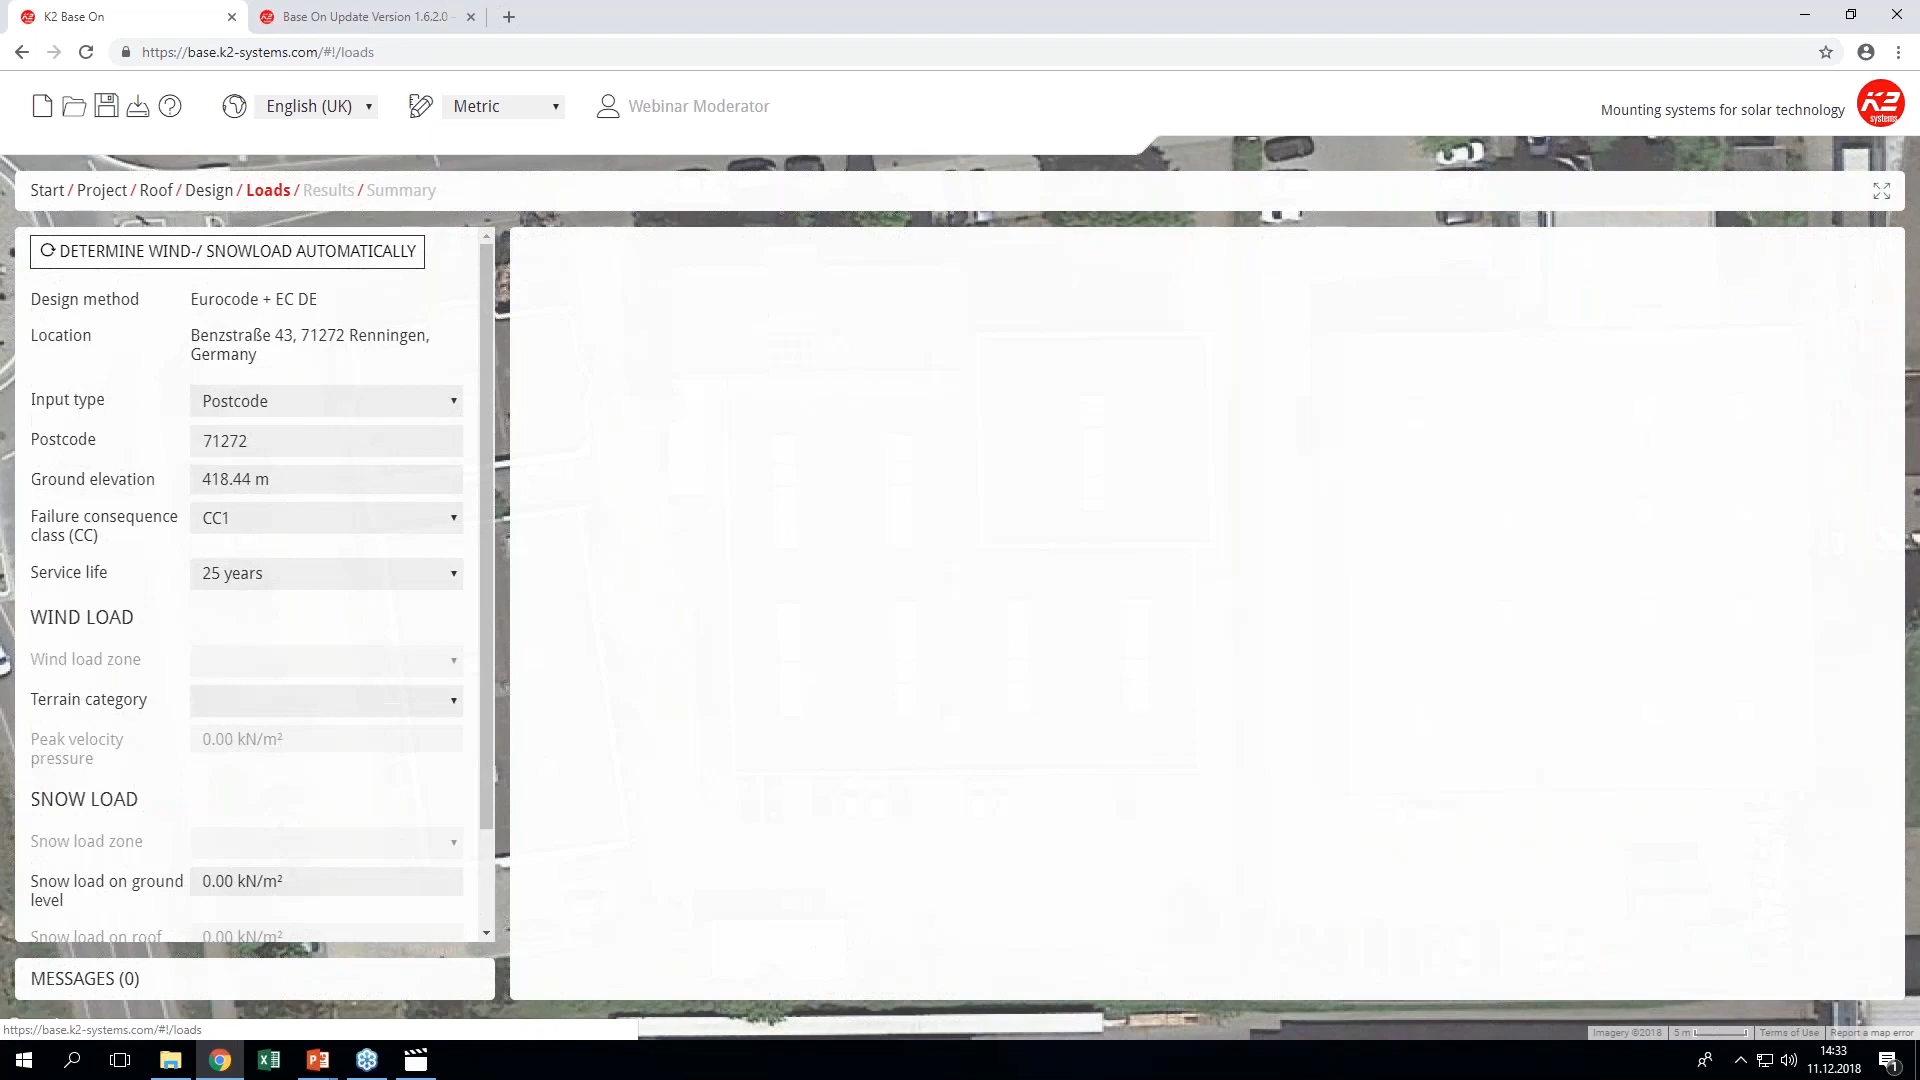 K2 Base On
Base On Update Version 1.6.2.0
https://base.k2-systems.com/#!/loads
English (UK)
Metric
Webinar Moderator
Mounting systems for solar technology
K2
systems
Start / Project / Roof / Design / Loads / Results / Summary
DETERMINE WIND-/ SNOWLOAD AUTOMATICALLY
Design method
Eurocode + EC DE
Location
Benzstraße 43, 71272 Renningen,
Germany
Input type
Postcode
Postcode
71272
Ground elevation
418.44 m
Failure consequence
class (CC)
CC1
Service life
25 years
WIND LOAD
Wind load zone
Terrain category
Peak velocity
pressure
0.00 kN/m²
SNOW LOAD
Snow load zone
Snow load on ground
level
0.00 kN/m²
Snow load on roof
0.00 kN/m²
MESSAGES (0)
https://base.k2-systems.com/#!/loads
Imagery ©2018
5 m
Terms of Use
Report a map error
14:33
11.12.2018
1